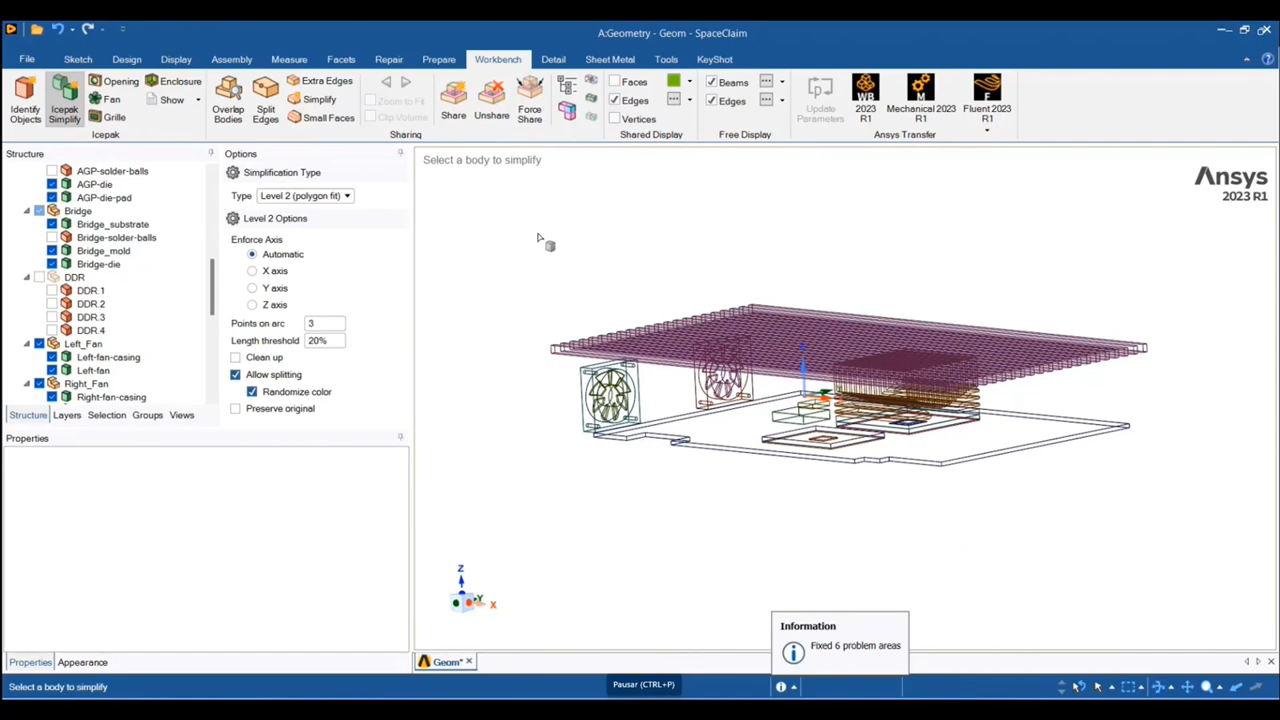 A:Geometry - Geom - SpaceClaim
File Sketch Design Display Assembly Measure Facets Repair Prepare Workbench Detail Sheet Metal Tools KeyShot
Identify Objects
Icepak Simplify
Opening
Fan
Grille
Enclosure
Show
Icepak
Overlap Bodies
Split Edges
Extra Edges
Simplify
Small Faces
Zoom to Fit
Clip Volume
Share
Unshare
Force Share
Sharing
Faces
Edges
Vertices
Shared Display
Beams
Edges
Free Display
Update Parameters
WB
2023 R1
M
Mechanical 2023 R1
F
Fluent 2023 R1
Ansys Transfer
Structure
AGP-solder-balls
AGP-die
AGP-die-pad
Bridge
Bridge_substrate
Bridge-solder-balls
Bridge_mold
Bridge-die
DDR
DDR.1
DDR.2
DDR.3
DDR.4
Left_Fan
Left-fan-casing
Left-fan
Right_Fan
Right-fan-casing
Structure Layers Selection Groups Views
Properties
Properties Appearance
Options
Simplification Type
Type Level 2 (polygon fit)
Level 2 Options
Enforce Axis
Automatic
X axis
Y axis
Z axis
Points on arc 3
Length threshold 20%
Clean up
Allow splitting
Randomize color
Preserve original
Select a body to simplify
Ansys
2023 R1
Z
Y
X
Information
Fixed 6 problem areas
Geom*
Select a body to simplify
Pausar (CTRL+P)